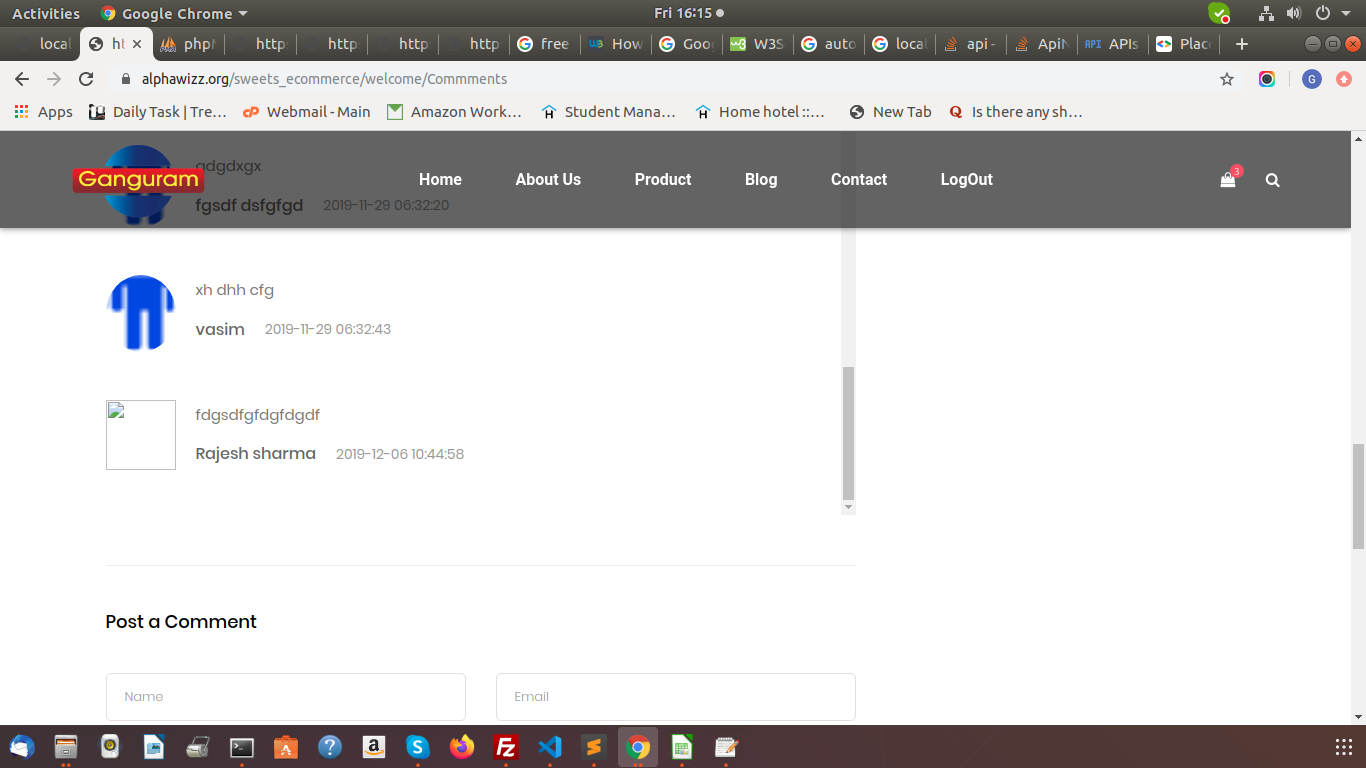 Activities Google Chrome Fri 16:15
local ht phpM https http http http free How Goog W3S auto local api - ApiN APIs Place
alphawizz.org/sweets_ecommerce/welcome/Commments
Apps Daily Task | Tre… Webmail - Main Amazon Work… Student Mana… Home hotel ::… New Tab Is there any sh…
gdgdxgx
Ganguram Home About Us Product Blog Contact LogOut 3
fgsdf dsfgfgd 2019-11-29 06:32:20
xh dhh cfg
vasim 2019-11-29 06:32:43
fdgsdfgfdgfdgdf
Rajesh sharma 2019-12-06 10:44:58
Post a Comment
Name Email